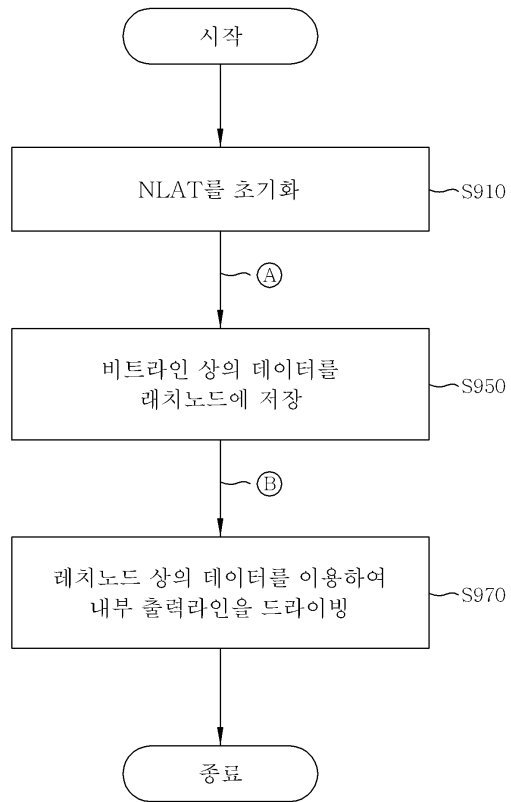 시작
NLAT를 초기화
S910
A
비트라인 상의 데이터를
래치노드에 저장
S950
B
레치노드 상의 데이터를 이용하여
내부 출력라인을 드라이빙
S970
종료